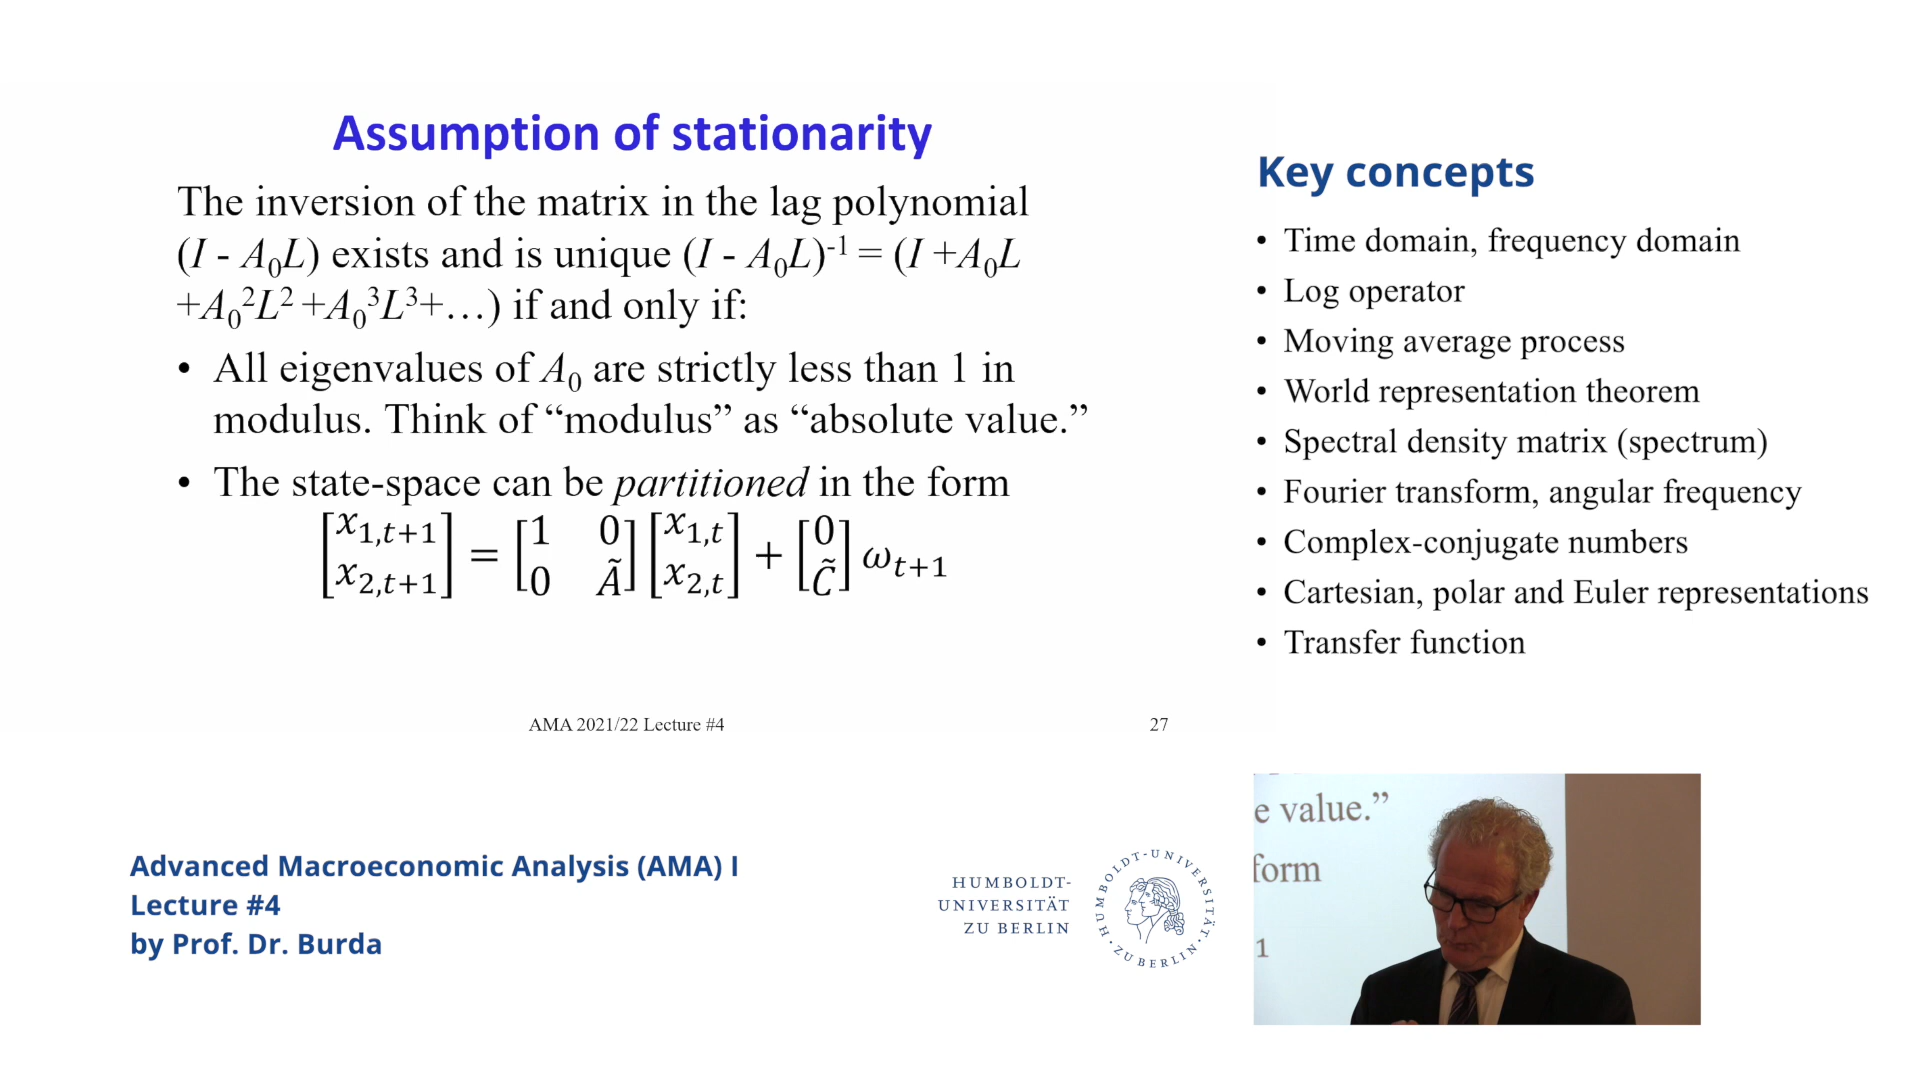 Assumption of stationarity
The inversion of the matrix in the lag polynomial
(I - A₀L) exists and is unique (I - A₀L)⁻¹ = (I +A₀L
+A₀²L² +A₀³L³+…) if and only if:
• All eigenvalues of A₀ are strictly less than 1 in
modulus. Think of “modulus” as “absolute value.”
• The state-space can be partitioned in the form
[x₁,ₜ₊₁ x₂,ₜ₊₁] = [1 0 0 Ã] [x₁,ₜ x₂,ₜ] + [0 C̃] ωₜ₊₁
AMA 2021/22 Lecture #4
27
Key concepts
• Time domain, frequency domain
• Log operator
• Moving average process
• World representation theorem
• Spectral density matrix (spectrum)
• Fourier transform, angular frequency
• Complex-conjugate numbers
• Cartesian, polar and Euler representations
• Transfer function
Advanced Macroeconomic Analysis (AMA) I
Lecture #4
by Prof. Dr. Burda
HUMBOLDT-
UNIVERSITÄT
ZU BERLIN
HUMBOLDT-UNIVERSITÄT · ZU BERLIN ·
e value.”
form
1